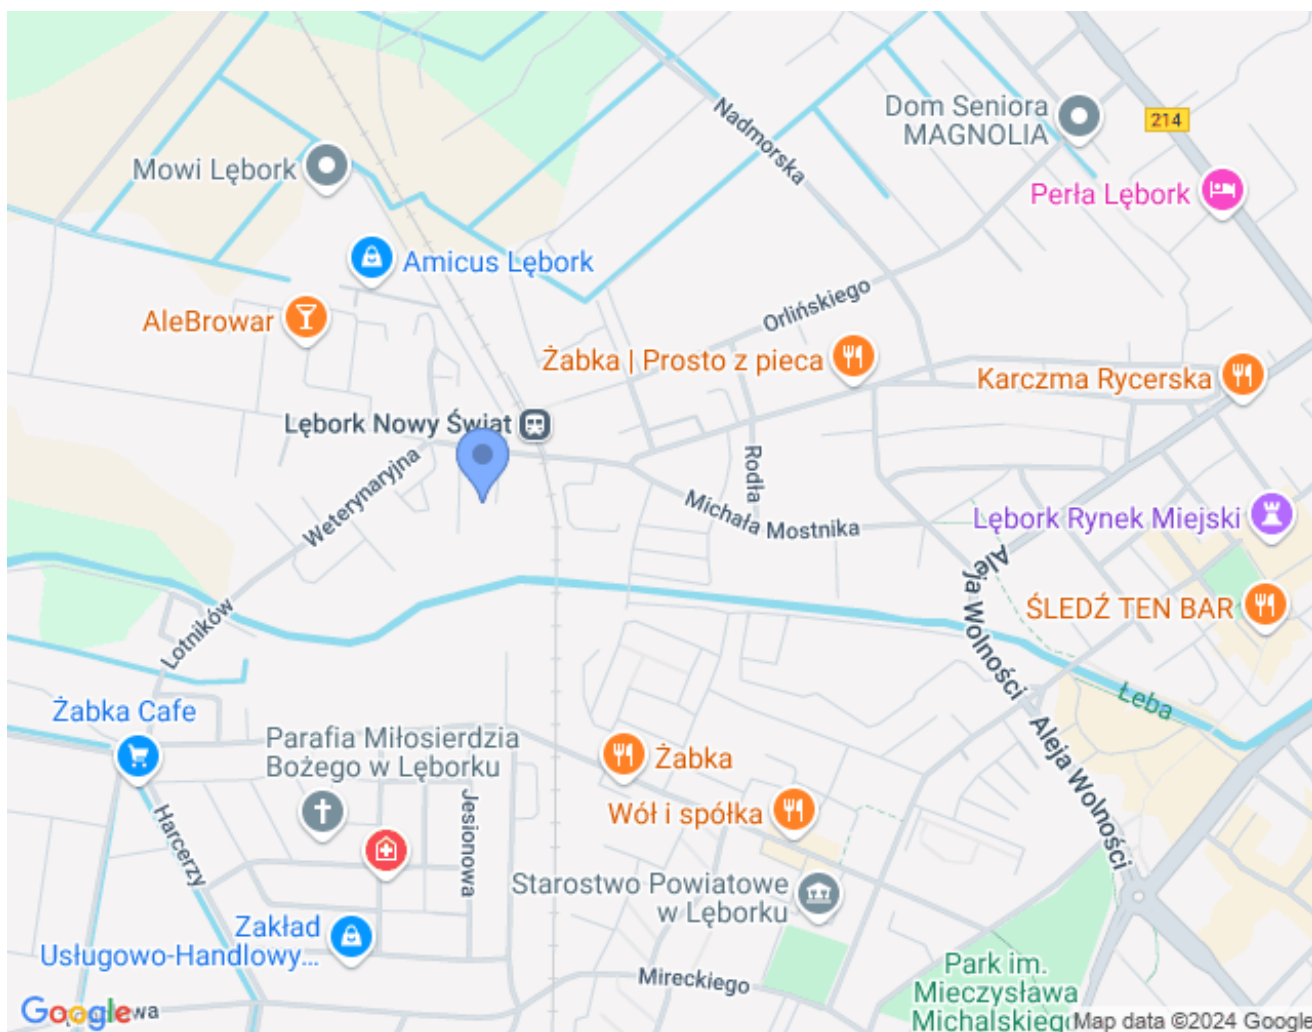 Nadmorska
Dom Seniora
MAGNOLIA
214
Mowi Lębork
Perła Lębork
Amicus Lębork
AleBrowar
Orlińskiego
Żabka | Prosto z pieca
Karczma Rycerska
Lębork Nowy Świat
Weterynaryjna
Rodła
Michała Mostnika
Lębork Rynek Miejski
Aleja Wolności
ŚLEDŹ TEN BAR
Lotników
Łeba
Żabka Cafe
Parafia Miłosierdzia
Bożego w Lęborku
Żabka
Aleja Wolności
Jesionowa
Wół i spółka
Harcerzy
Starostwo Powiatowe
w Lęborku
Zakład
Usługowo-Handlowy...
Mireckiego
Park im.
Mieczysława
Michalskieg
Google
wa
Map data ©2024 Google